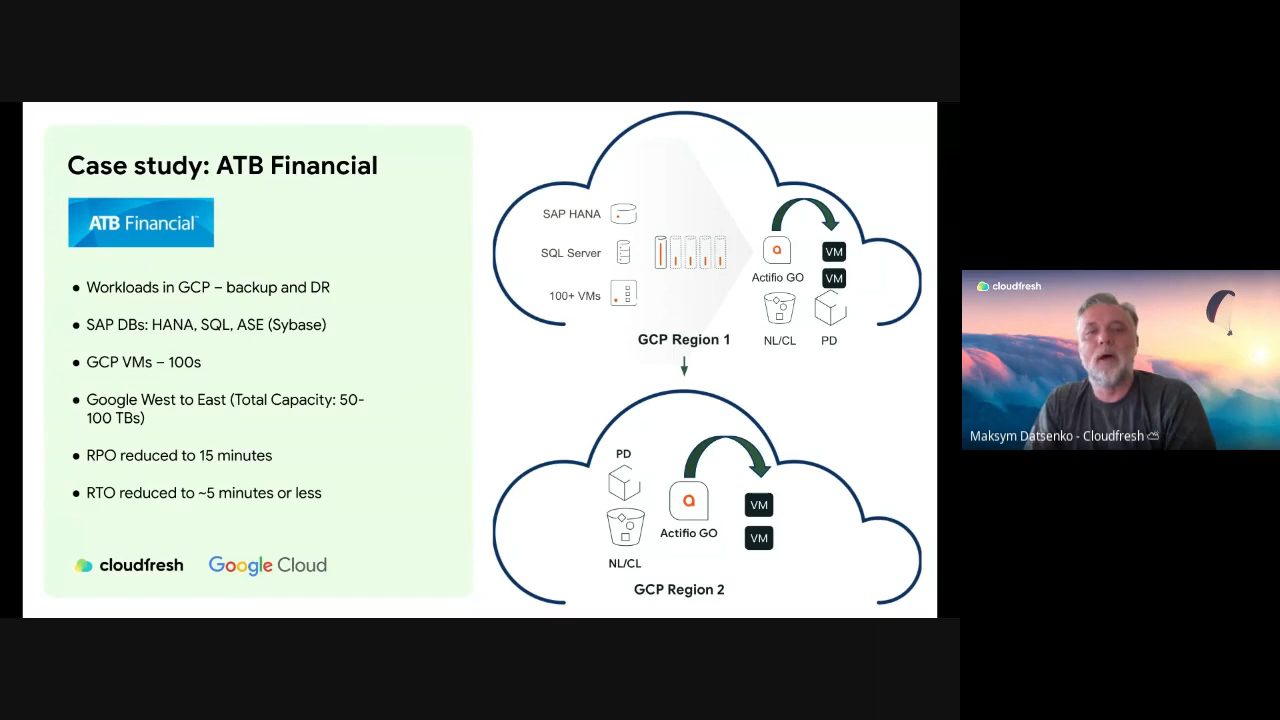 Case study: ATB Financial
ATB Financial™
● Workloads in GCP – backup and DR
● SAP DBs: HANA, SQL, ASE (Sybase)
● GCP VMs – 100s
● Google West to East (Total Capacity: 50-
100 TBs)
● RPO reduced to 15 minutes
● RTO reduced to ~5 minutes or less
cloudfresh Google Cloud
SAP HANA
SQL Server
100+ VMs
a
Actifio GO
VM
VM
NL/CL
PD
GCP Region 1
PD
NL/CL
a
Actifio GO
VM
VM
GCP Region 2
cloudfresh
Maksym Datsenko - Cloudfresh